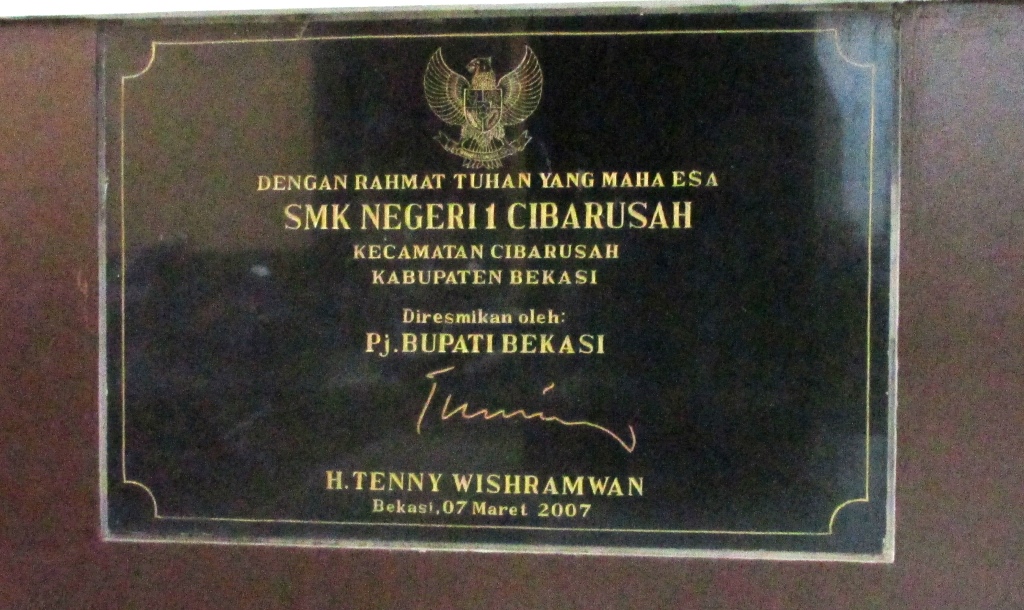 DENGAN RAHMAT TUHAN YANG MAHA ESA
SMK NEGERI 1 CIBARUSAH
KECAMATAN CIBARUSAH
KABUPATEN BEKASI
Diresmikan oleh:
Pj.BUPATI BEKASI
H.TENNY WISHRAMWAN
Bekasi,07 Maret 2007